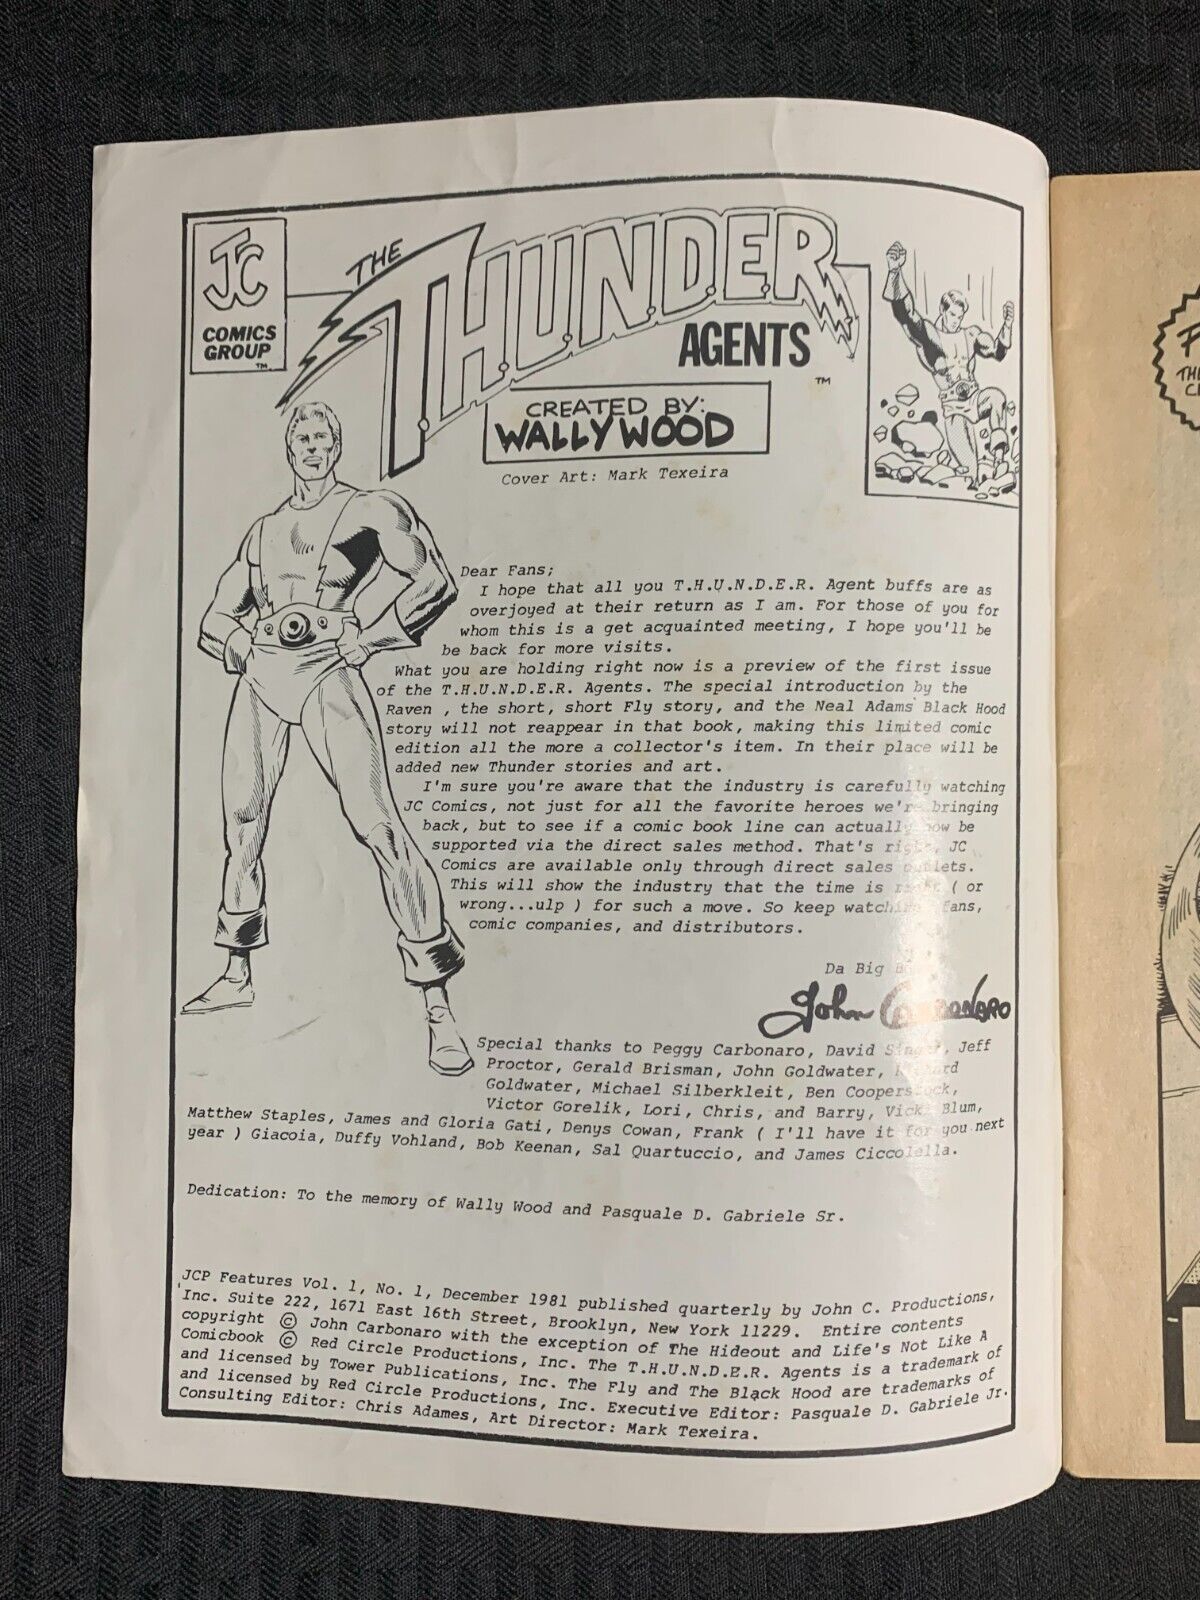 JC
COMICS
GROUP
TM
THE
T.H.U.N.D.E.R.
AGENTS
TM
CREATED BY:
WALLY WOOD
Cover Art: Mark Texeira
Dear Fans;
I hope that all you T.H.U.N.D.E.R. Agent buffs are as
overjoyed at their return as I am. For those of you for
whom this is a get acquainted meeting, I hope you'll be
be back for more visits.
What you are holding right now is a preview of the first issue
of the T.H.U.N.D.E.R. Agents. The special introduction by the
Raven , the short, short Fly story, and the Neal Adams Black Hood
story will not reappear in that book, making this limited comic
edition all the more a collector's item. In their place will be
added new Thunder stories and art.
I'm sure you're aware that the industry is carefully watching
JC Comics, not just for all the favorite heroes we're bringing
back, but to see if a comic book line can actually now be
supported via the direct sales method. That's right, JC
Comics are available only through direct sales outlets.
This will show the industry that the time is right ( or
wrong...ulp ) for such a move. So keep watching fans,
comic companies, and distributors.
Da Big
John Carbonaro
Special thanks to Peggy Carbonaro, David Singer, Jeff
Proctor, Gerald Brisman, John Goldwater, Richard
Goldwater, Michael Silberkleit, Ben Cooperstock,
Victor Gorelik, Lori, Chris, and Barry, Vicki Blum,
Matthew Staples, James and Gloria Gati, Denys Cowan, Frank ( I'll have it for you next
year ) Giacoia, Duffy Vohland, Bob Keenan, Sal Quartuccio, and James Ciccolella.
Dedication: To the memory of Wally Wood and Pasquale D. Gabriele Sr.
JCP Features Vol. 1, No. 1, December 1981 published quarterly by John C. Productions,
Inc. Suite 222, 1671 East 16th Street, Brooklyn, New York 11229. Entire contents
copyright © John Carbonaro with the exception of The Hideout and Life's Not Like A
Comicbook © Red Circle Productions, Inc. The T.H.U.N.D.E.R. Agents is a trademark of
and licensed by Tower Publications, Inc. The Fly and The Black Hood are trademarks of
and licensed by Red Circle Productions, Inc. Executive Editor: Pasquale D. Gabriele Jr.
Consulting Editor: Chris Adames, Art Director: Mark Texeira.